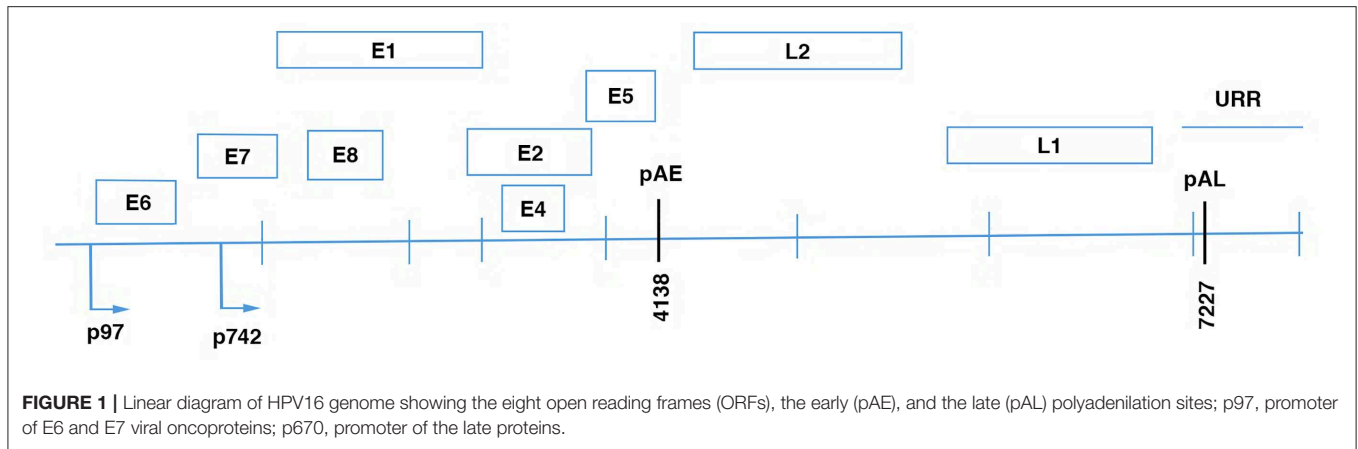 E1
L2
E5
URR
E7
E8
E2
L1
pAE
pAL
E6
E4
4138
7227
p97
p742
FIGURE 1 | Linear diagram of HPV16 genome showing the eight open reading frames (ORFs), the early (pAE), and the late (pAL) polyadenilation sites; p97, promoter
of E6 and E7 viral oncoproteins; p670, promoter of the late proteins.